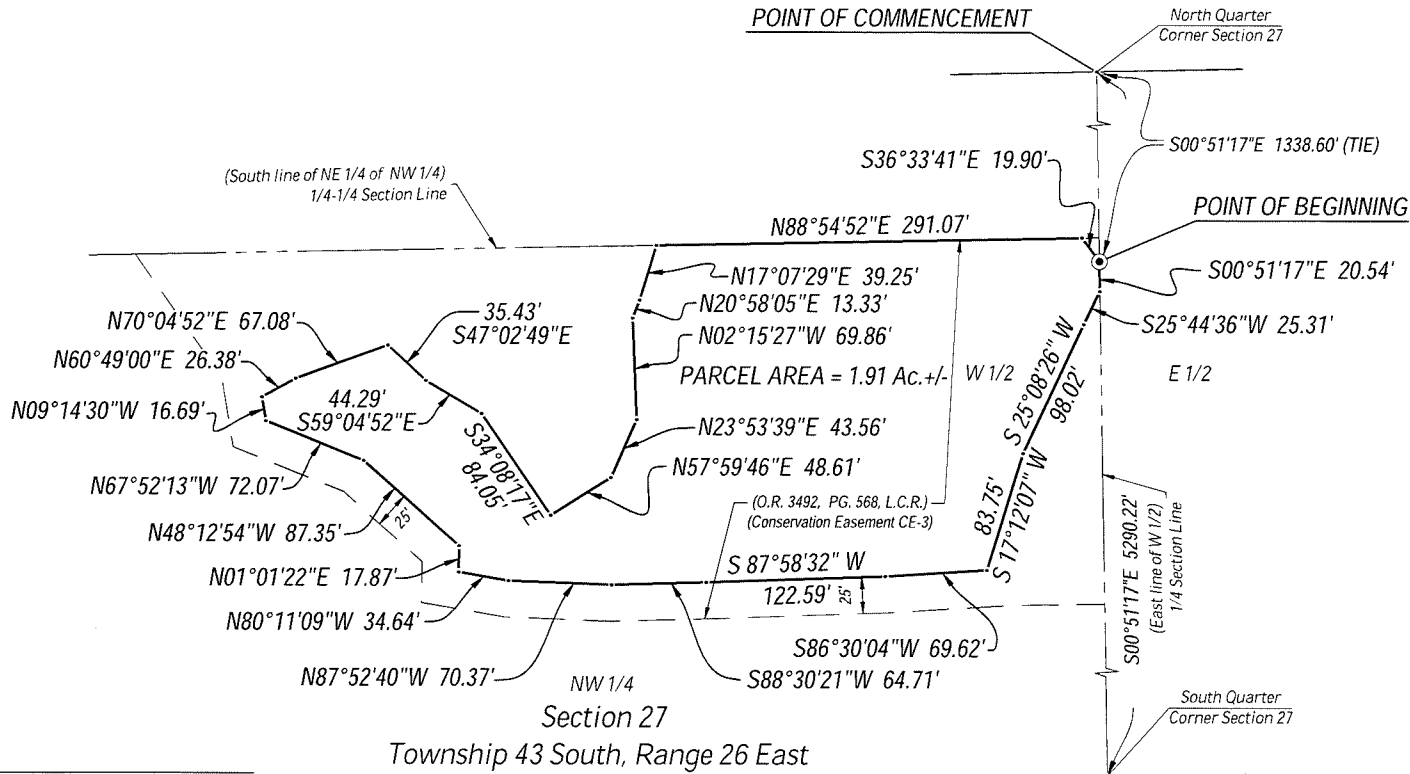 POINT OF COMMENCEMENT
North Quarter
Corner Section 27
S00°51'17"E 1338.60' (TIE)
S36°33'41"E 19.90'
(South line of NE 1/4 of NW 1/4)
1/4-1/4 Section Line
POINT OF BEGINNING
N88°54'52"E 291.07'
N17°07'29"E 39.25'
S00°51'17"E 20.54'
N20°58'05"E 13.33'
35.43'
S47°02'49"E
N70°04'52"E 67.08'
S25°44'36"W 25.31'
N02°15'27"W 69.86'
N60°49'00"E 26.38'
PARCEL AREA = 1.91 Ac.+/-
W 1/2
E 1/2
S 25°08'26" W
98.02'
44.29'
S59°04'52"E
N09°14'30"W 16.69'
N23°53'39"E 43.56'
S34°08'17"E
84.05'
N57°59'46"E 48.61'
N67°52'13"W 72.07'
(O.R. 3492, PG. 568, L.C.R.)
(Conservation Easement CE-3)
83.75'
S 17°12'07" W
25'
N48°12'54"W 87.35'
S00°51'17"E 5290.22'
(East line of W 1/2)
1/4 Section Line
N01°01'22"E 17.87'
S 87°58'32" W
122.59'
25'
N80°11'09"W 34.64'
S86°30'04"W 69.62'
N87°52'40"W 70.37'
S88°30'21"W 64.71'
NW 1/4
Section 27
Township 43 South, Range 26 East
South Quarter
Corner Section 27